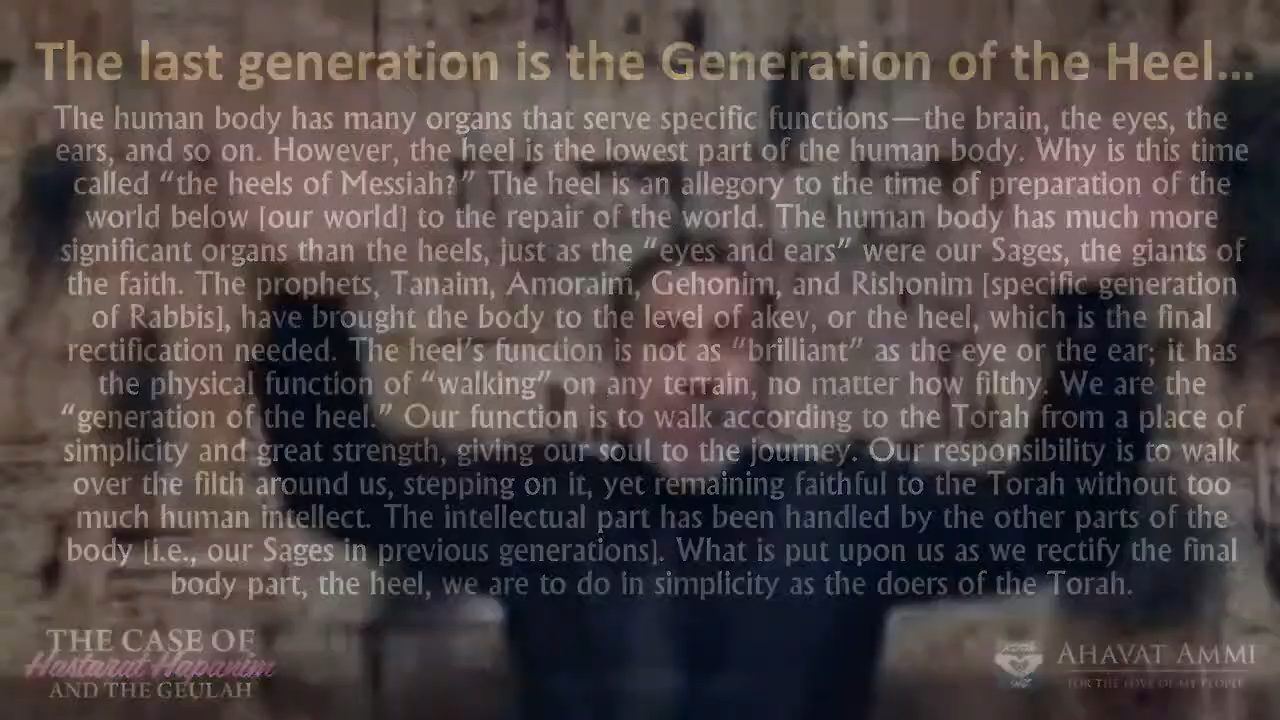 The last generation is the Generation of the Heel...
The human body has many organs that serve specific functions—the brain, the eyes, the
ears, and so on. However, the heel is the lowest part of the human body. Why is this time
called “the heels of Messiah?” The heel is an allegory to the time of preparation of the
world below [our world] to the repair of the world. The human body has much more
significant organs than the heels, just as the “eyes and ears” were our Sages, the giants of
the faith. The prophets, Tanaim, Amoraim, Gehonim, and Rishonim [specific generation
of Rabbis], have brought the body to the level of akev, or the heel, which is the final
rectification needed. The heel’s function is not as “brilliant” as the eye or the ear; it has
the physical function of “walking” on any terrain, no matter how filthy. We are the
“generation of the heel.” Our function is to walk according to the Torah from a place of
simplicity and great strength, giving our soul to the journey. Our responsibility is to walk
over the filth around us, stepping on it, yet remaining faithful to the Torah without too
much human intellect. The intellectual part has been handled by the other parts of the
body [i.e., our Sages in previous generations]. What is put upon us as we rectify the final
body part, the heel, we are to do in simplicity as the doers of the Torah.
THE CASE OF
Hastarat Hapanim
AND THE GEULAH
AHAVAT AMMI
FOR THE LOVE OF MY PEOPLE